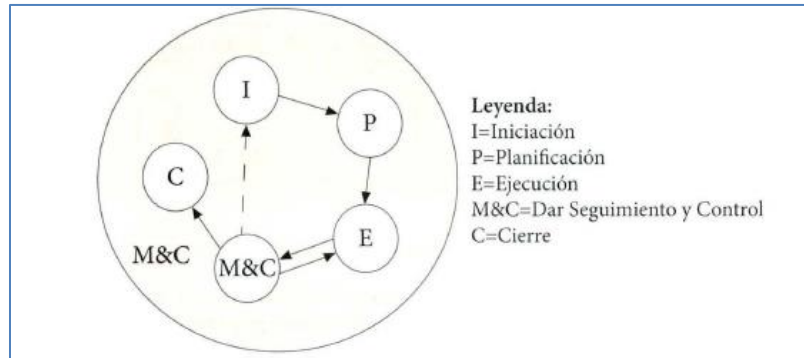 I
P
C
E
M&C
M&C
Leyenda:
I=Iniciación
P=Planificación
E=Ejecución
M&C=Dar Seguimiento y Control
C=Cierre